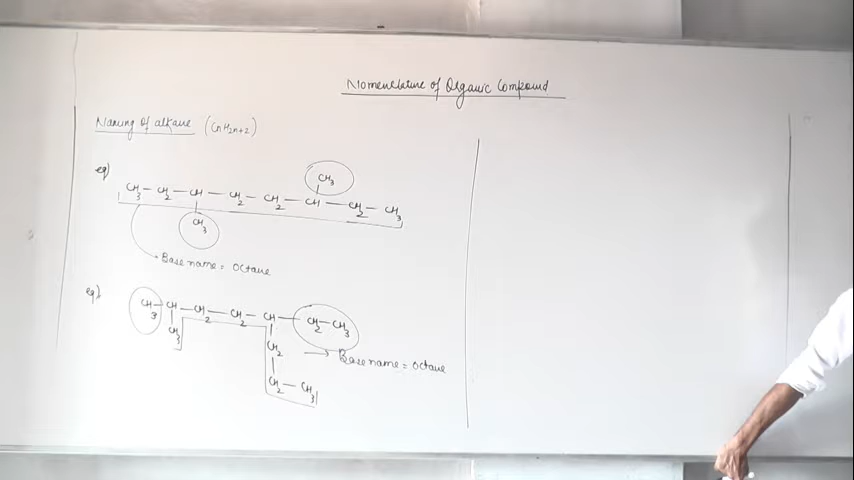 Nomenclature of Organic Compound
Naming of alkane (CnH2n+2)
eg)
CH3
CH3 - CH2 - CH - CH2 - CH2 - CH - CH2 - CH3
CH3
Base name = Octane
eg)
CH3 - CH - CH2 - CH2 - CH - CH2 - CH3
CH3
CH2
Base name = Octane
CH2 - CH3